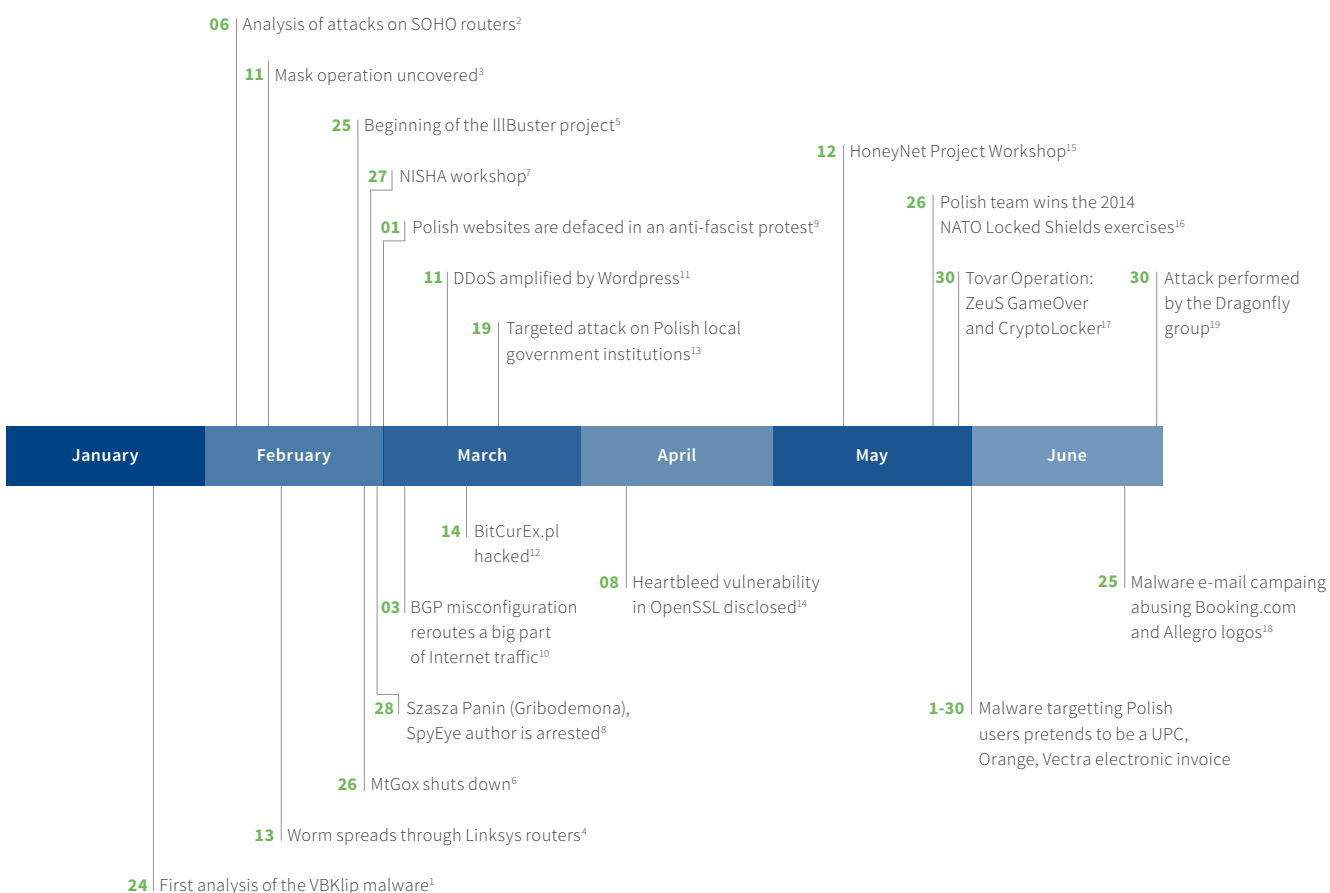 06 Analysis of attacks on SOHO routers2
11 Mask operation uncovered3
25 Beginning of the IllBuster project5
27 NISHA workshop7
01 Polish websites are defaced in an anti-fascist protest9
11 DDoS amplified by Wordpress11
19 Targeted attack on Polish local
government institutions13
12 HoneyNet Project Workshop15
26 Polish team wins the 2014
NATO Locked Shields exercises16
30 Tovar Operation:
ZeuS GameOver
and CryptoLocker17
30 Attack performed
by the Dragonfly
group19
January February March April May June
14 BitCurEx.pl
hacked12
03 BGP misconfiguration
reroutes a big part
of Internet traffic10
28 Szasza Panin (Gribodemona),
SpyEye author is arrested8
26 MtGox shuts down6
13 Worm spreads through Linksys routers4
24 First analysis of the VBKlip malware1
08 Heartbleed vulnerability
in OpenSSL disclosed14
25 Malware e-mail campaing
abusing Booking.com
and Allegro logos18
1-30 Malware targetting Polish
users pretends to be a UPC,
Orange, Vectra electronic invoice